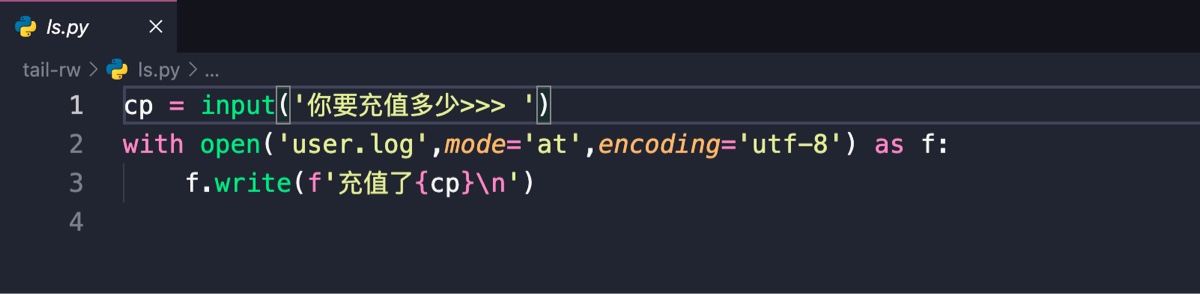 ls.py ×
tail-rw > ls.py > ...
1 cp = input('你要充值多少>>> ')
2 with open('user.log',mode='at',encoding='utf-8') as f:
3     f.write(f'充值了{cp}\n')
4